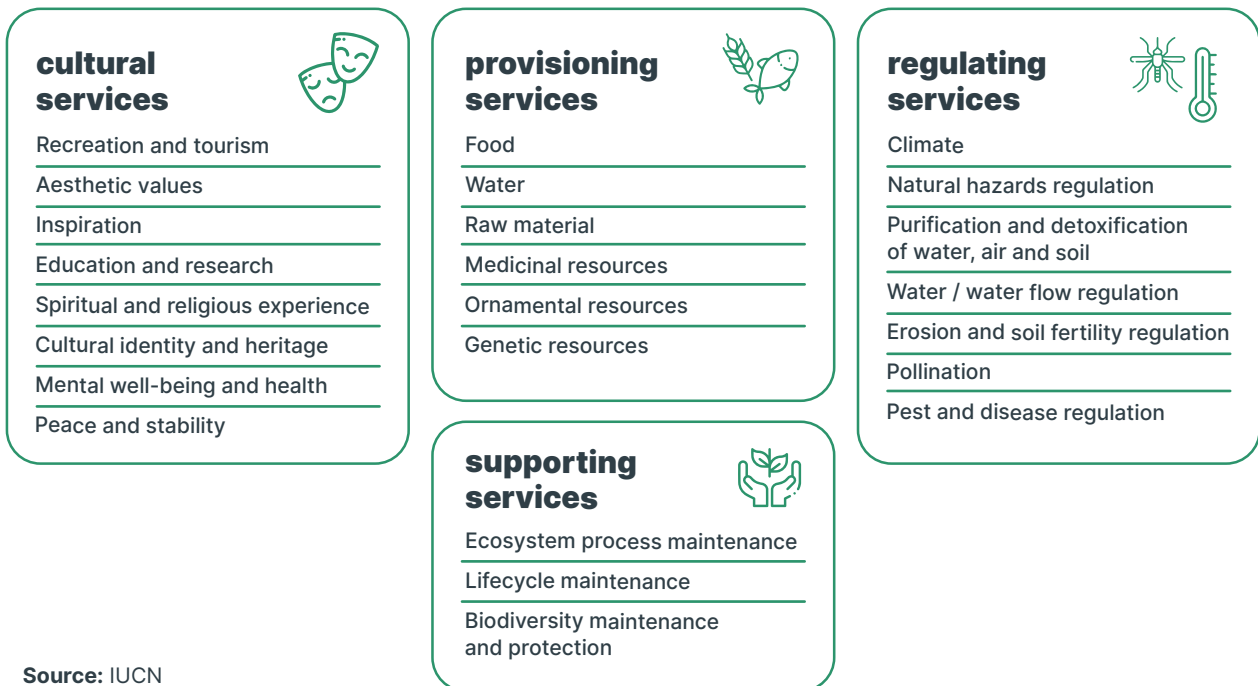 cultural
services
Recreation and tourism
Aesthetic values
Inspiration
Education and research
Spiritual and religious experience
Cultural identity and heritage
Mental well-being and health
Peace and stability
provisioning
services
Food
Water
Raw material
Medicinal resources
Ornamental resources
Genetic resources
regulating
services
Climate
Natural hazards regulation
Purification and detoxification
of water, air and soil
Water / water flow regulation
Erosion and soil fertility regulation
Pollination
Pest and disease regulation
supporting
services
Ecosystem process maintenance
Lifecycle maintenance
Biodiversity maintenance
and protection
Source: IUCN